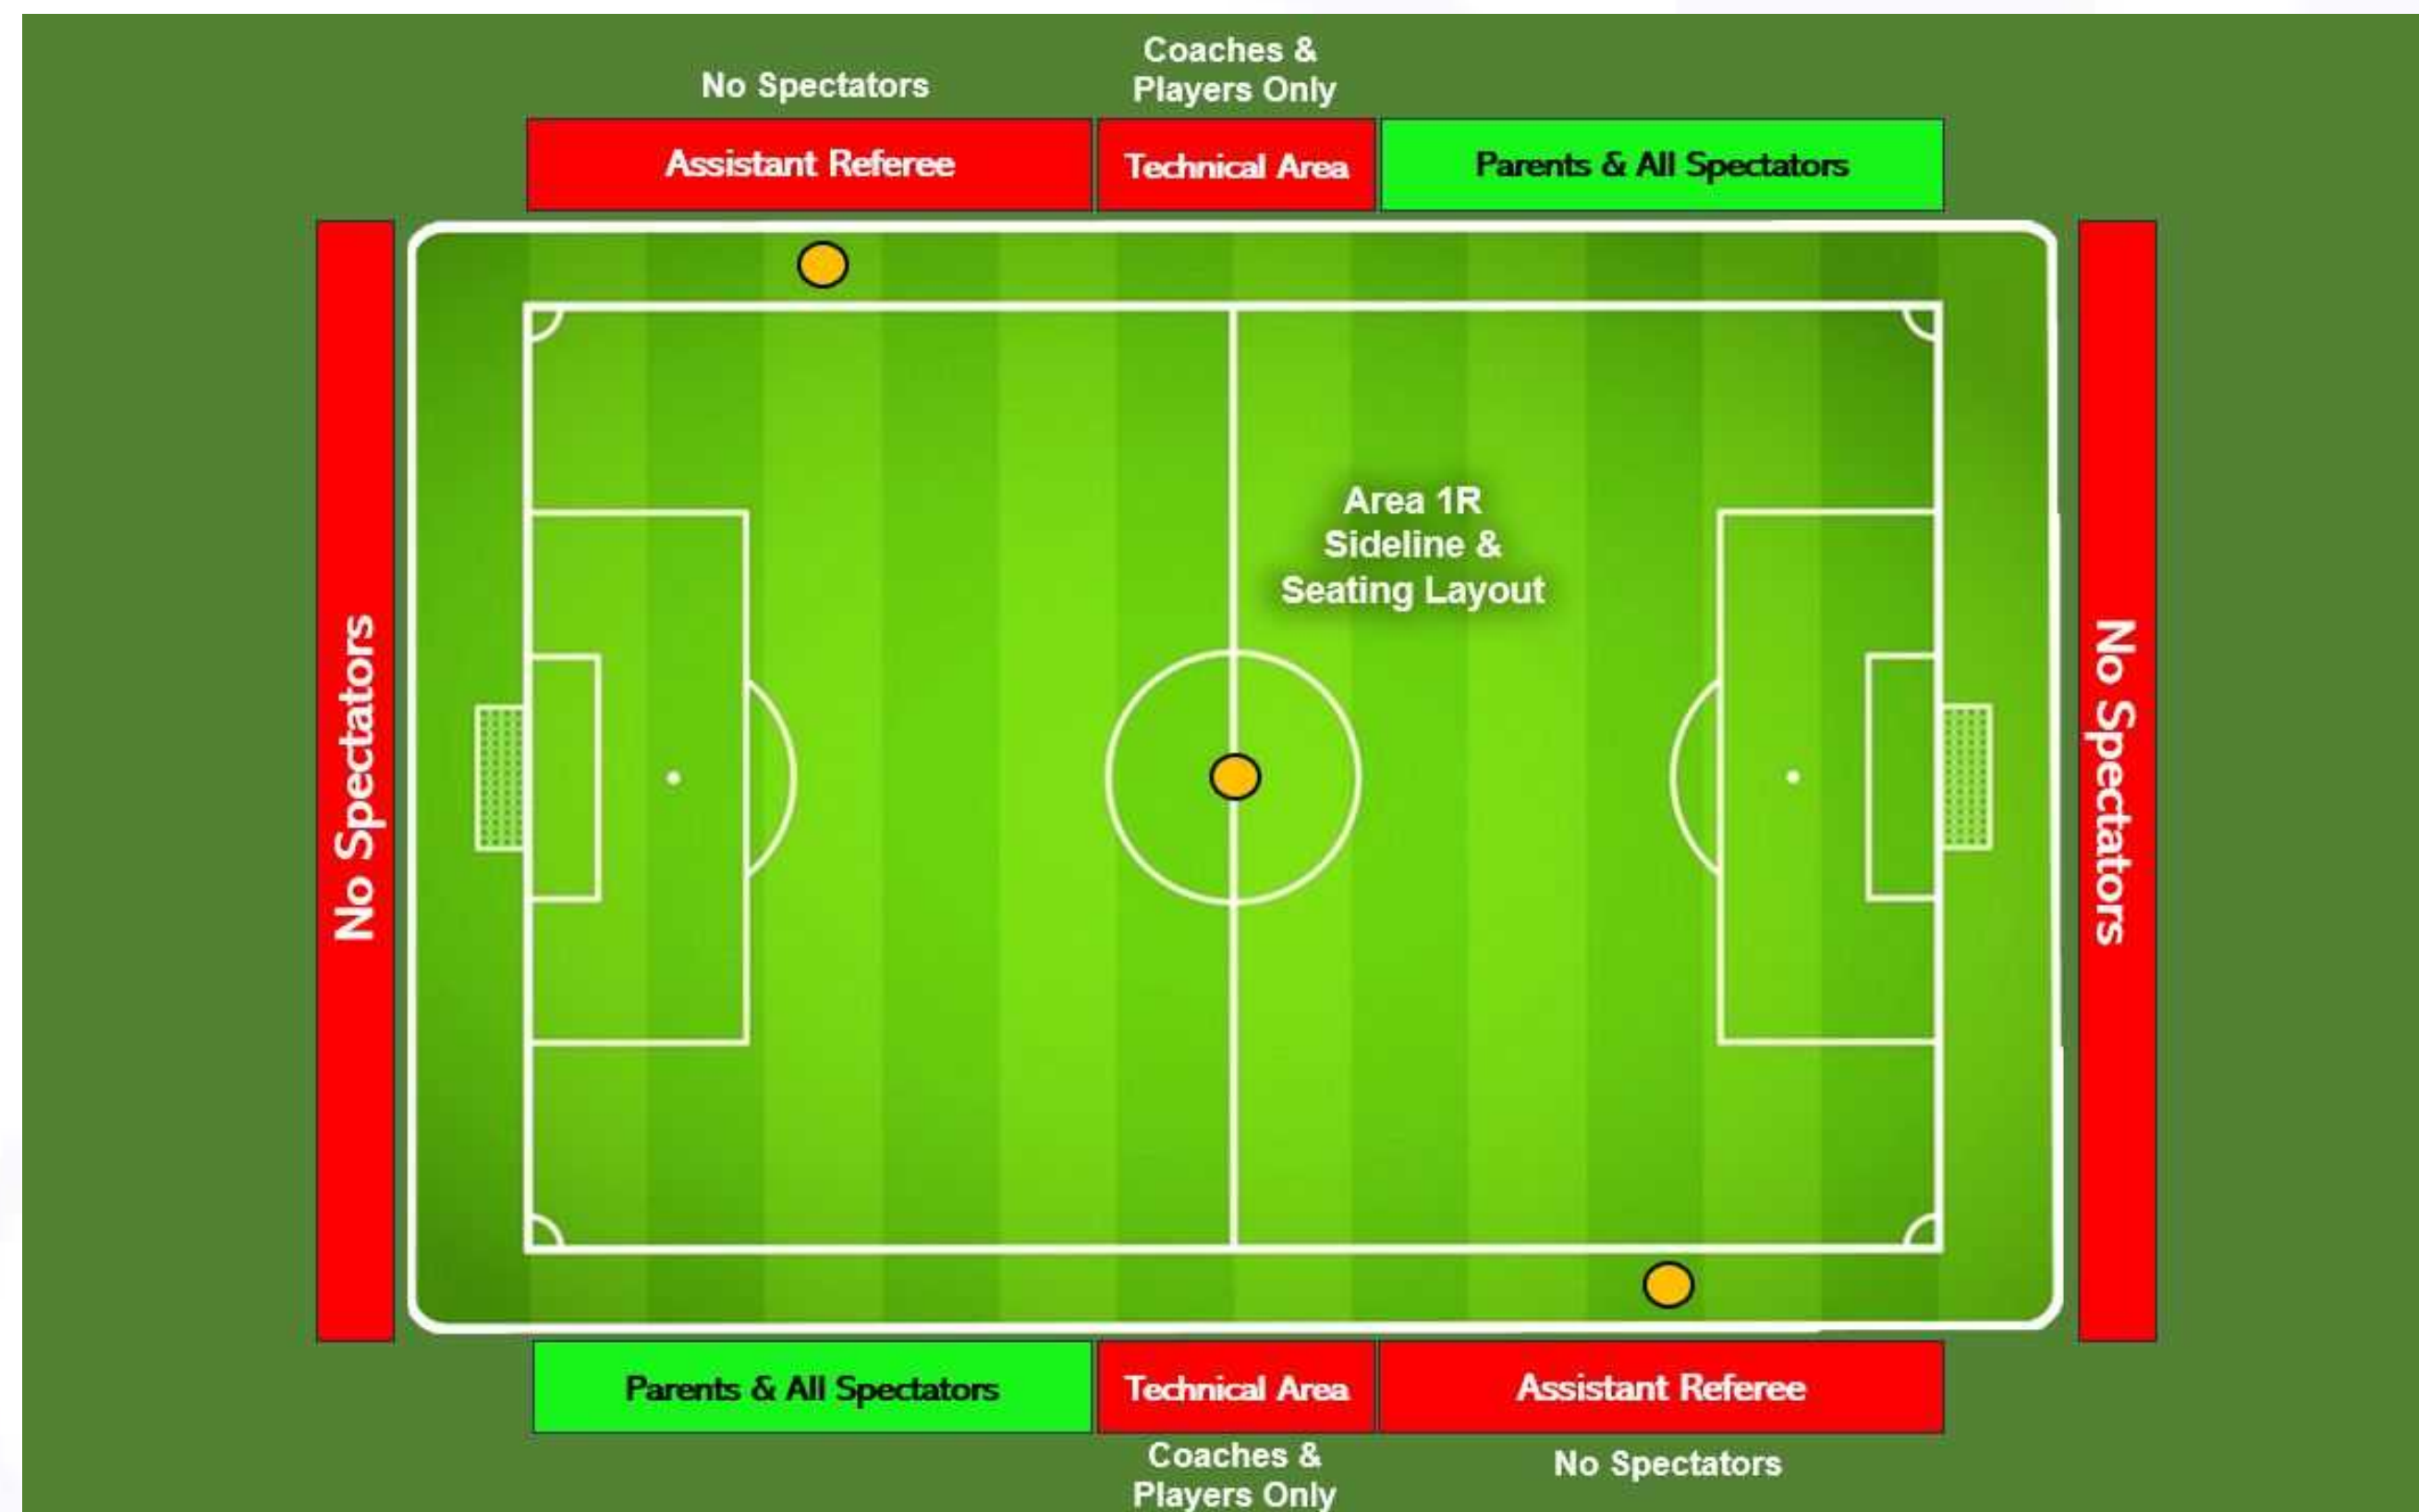 No Spectators
Coaches &
Players Only
Assistant Referee
Technical Area
Parents & All Spectators
Area 1R
Sideline &
Seating Layout
No Spectators
No Spectators
Parents & All Spectators
Technical Area
Assistant Referee
Coaches &
Players Only
No Spectators